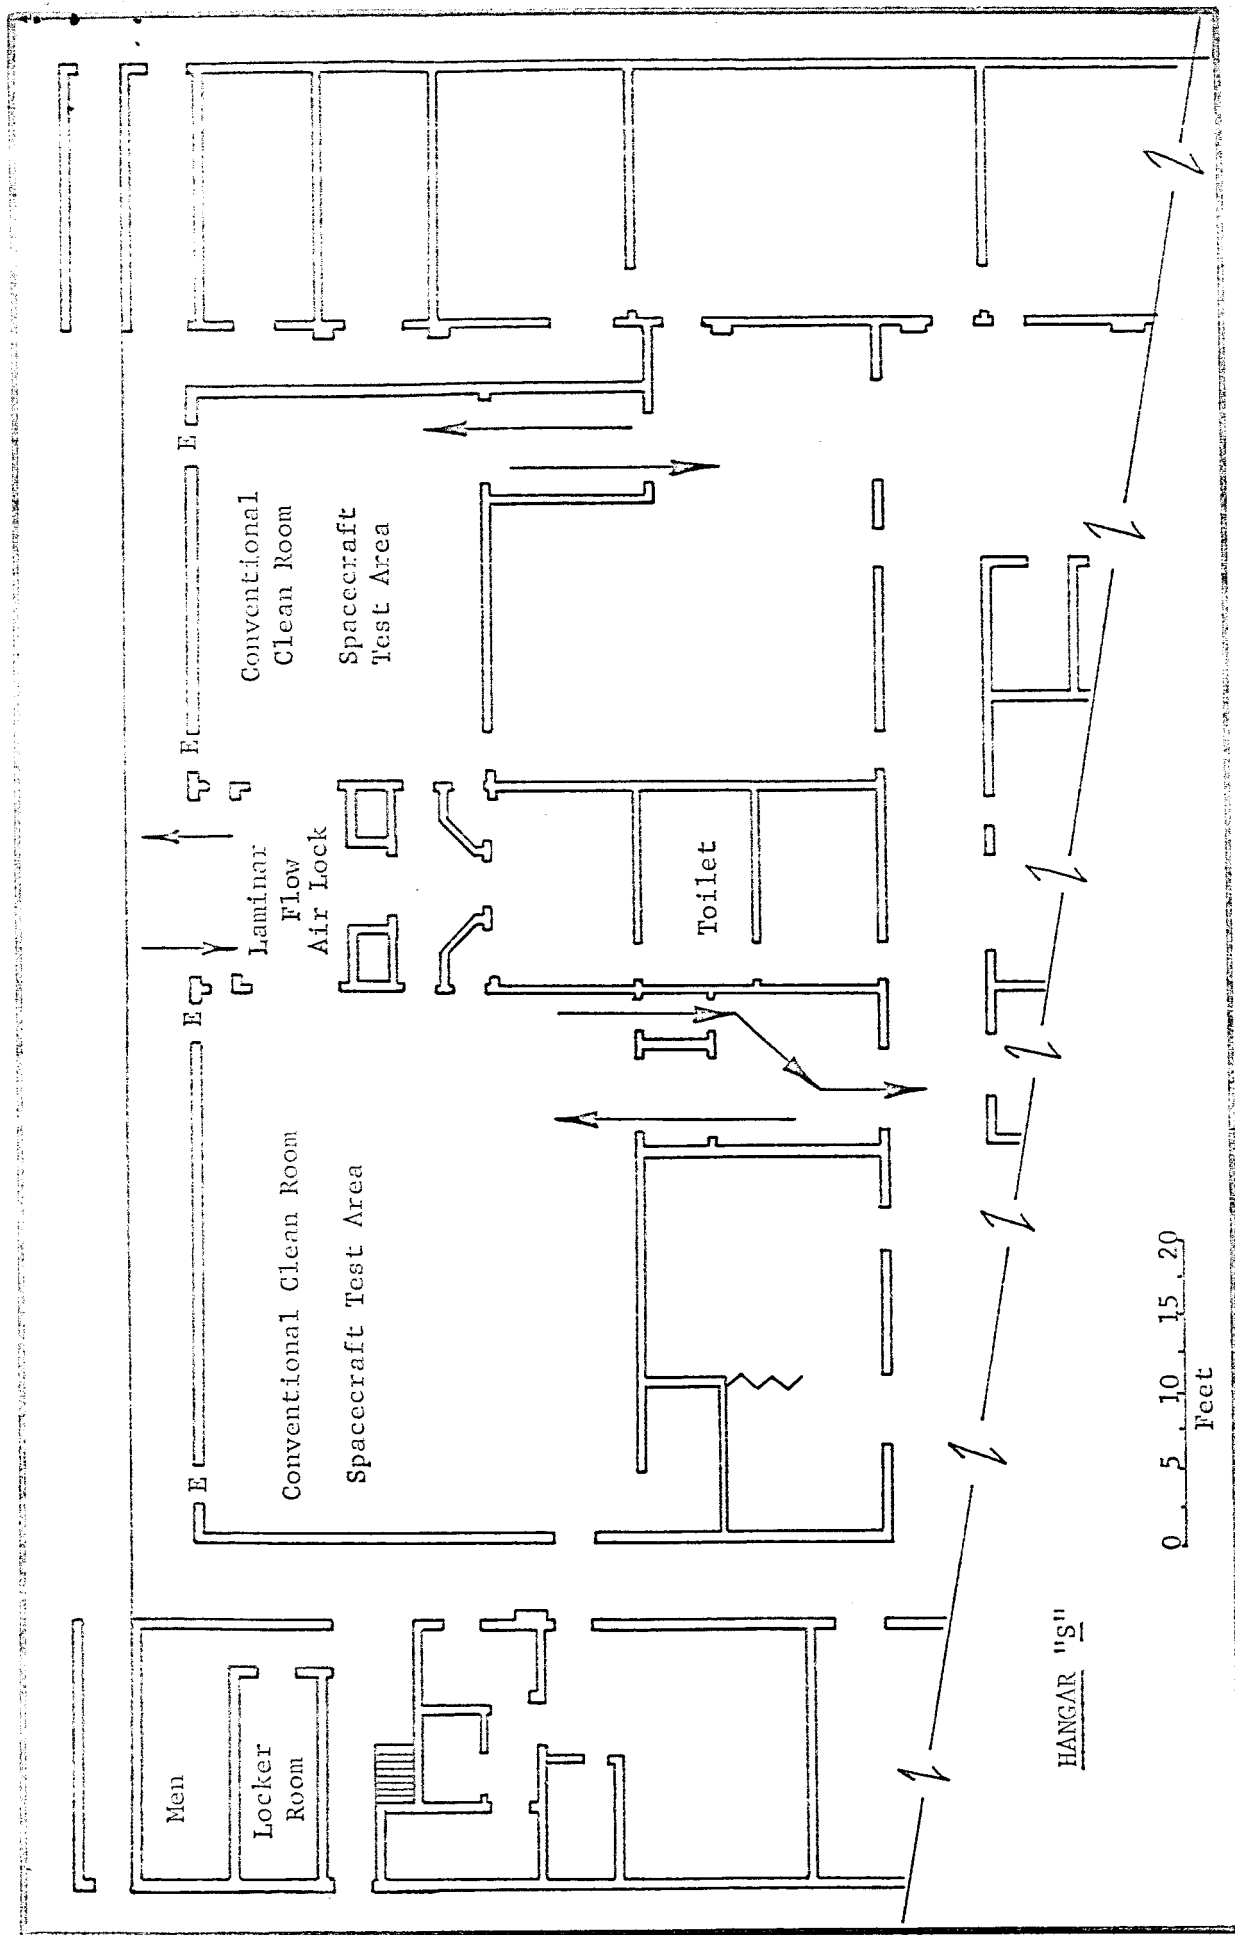 Men
Locker
Room
E
Conventional Clean Room
Spacecraft Test Area
E
Laminar
Flow
Air Lock
Toilet
E
Conventional
Clean Room
Spacecraft
Test Area
E
HANGAR "S"
0 5 10 15 20
Feet